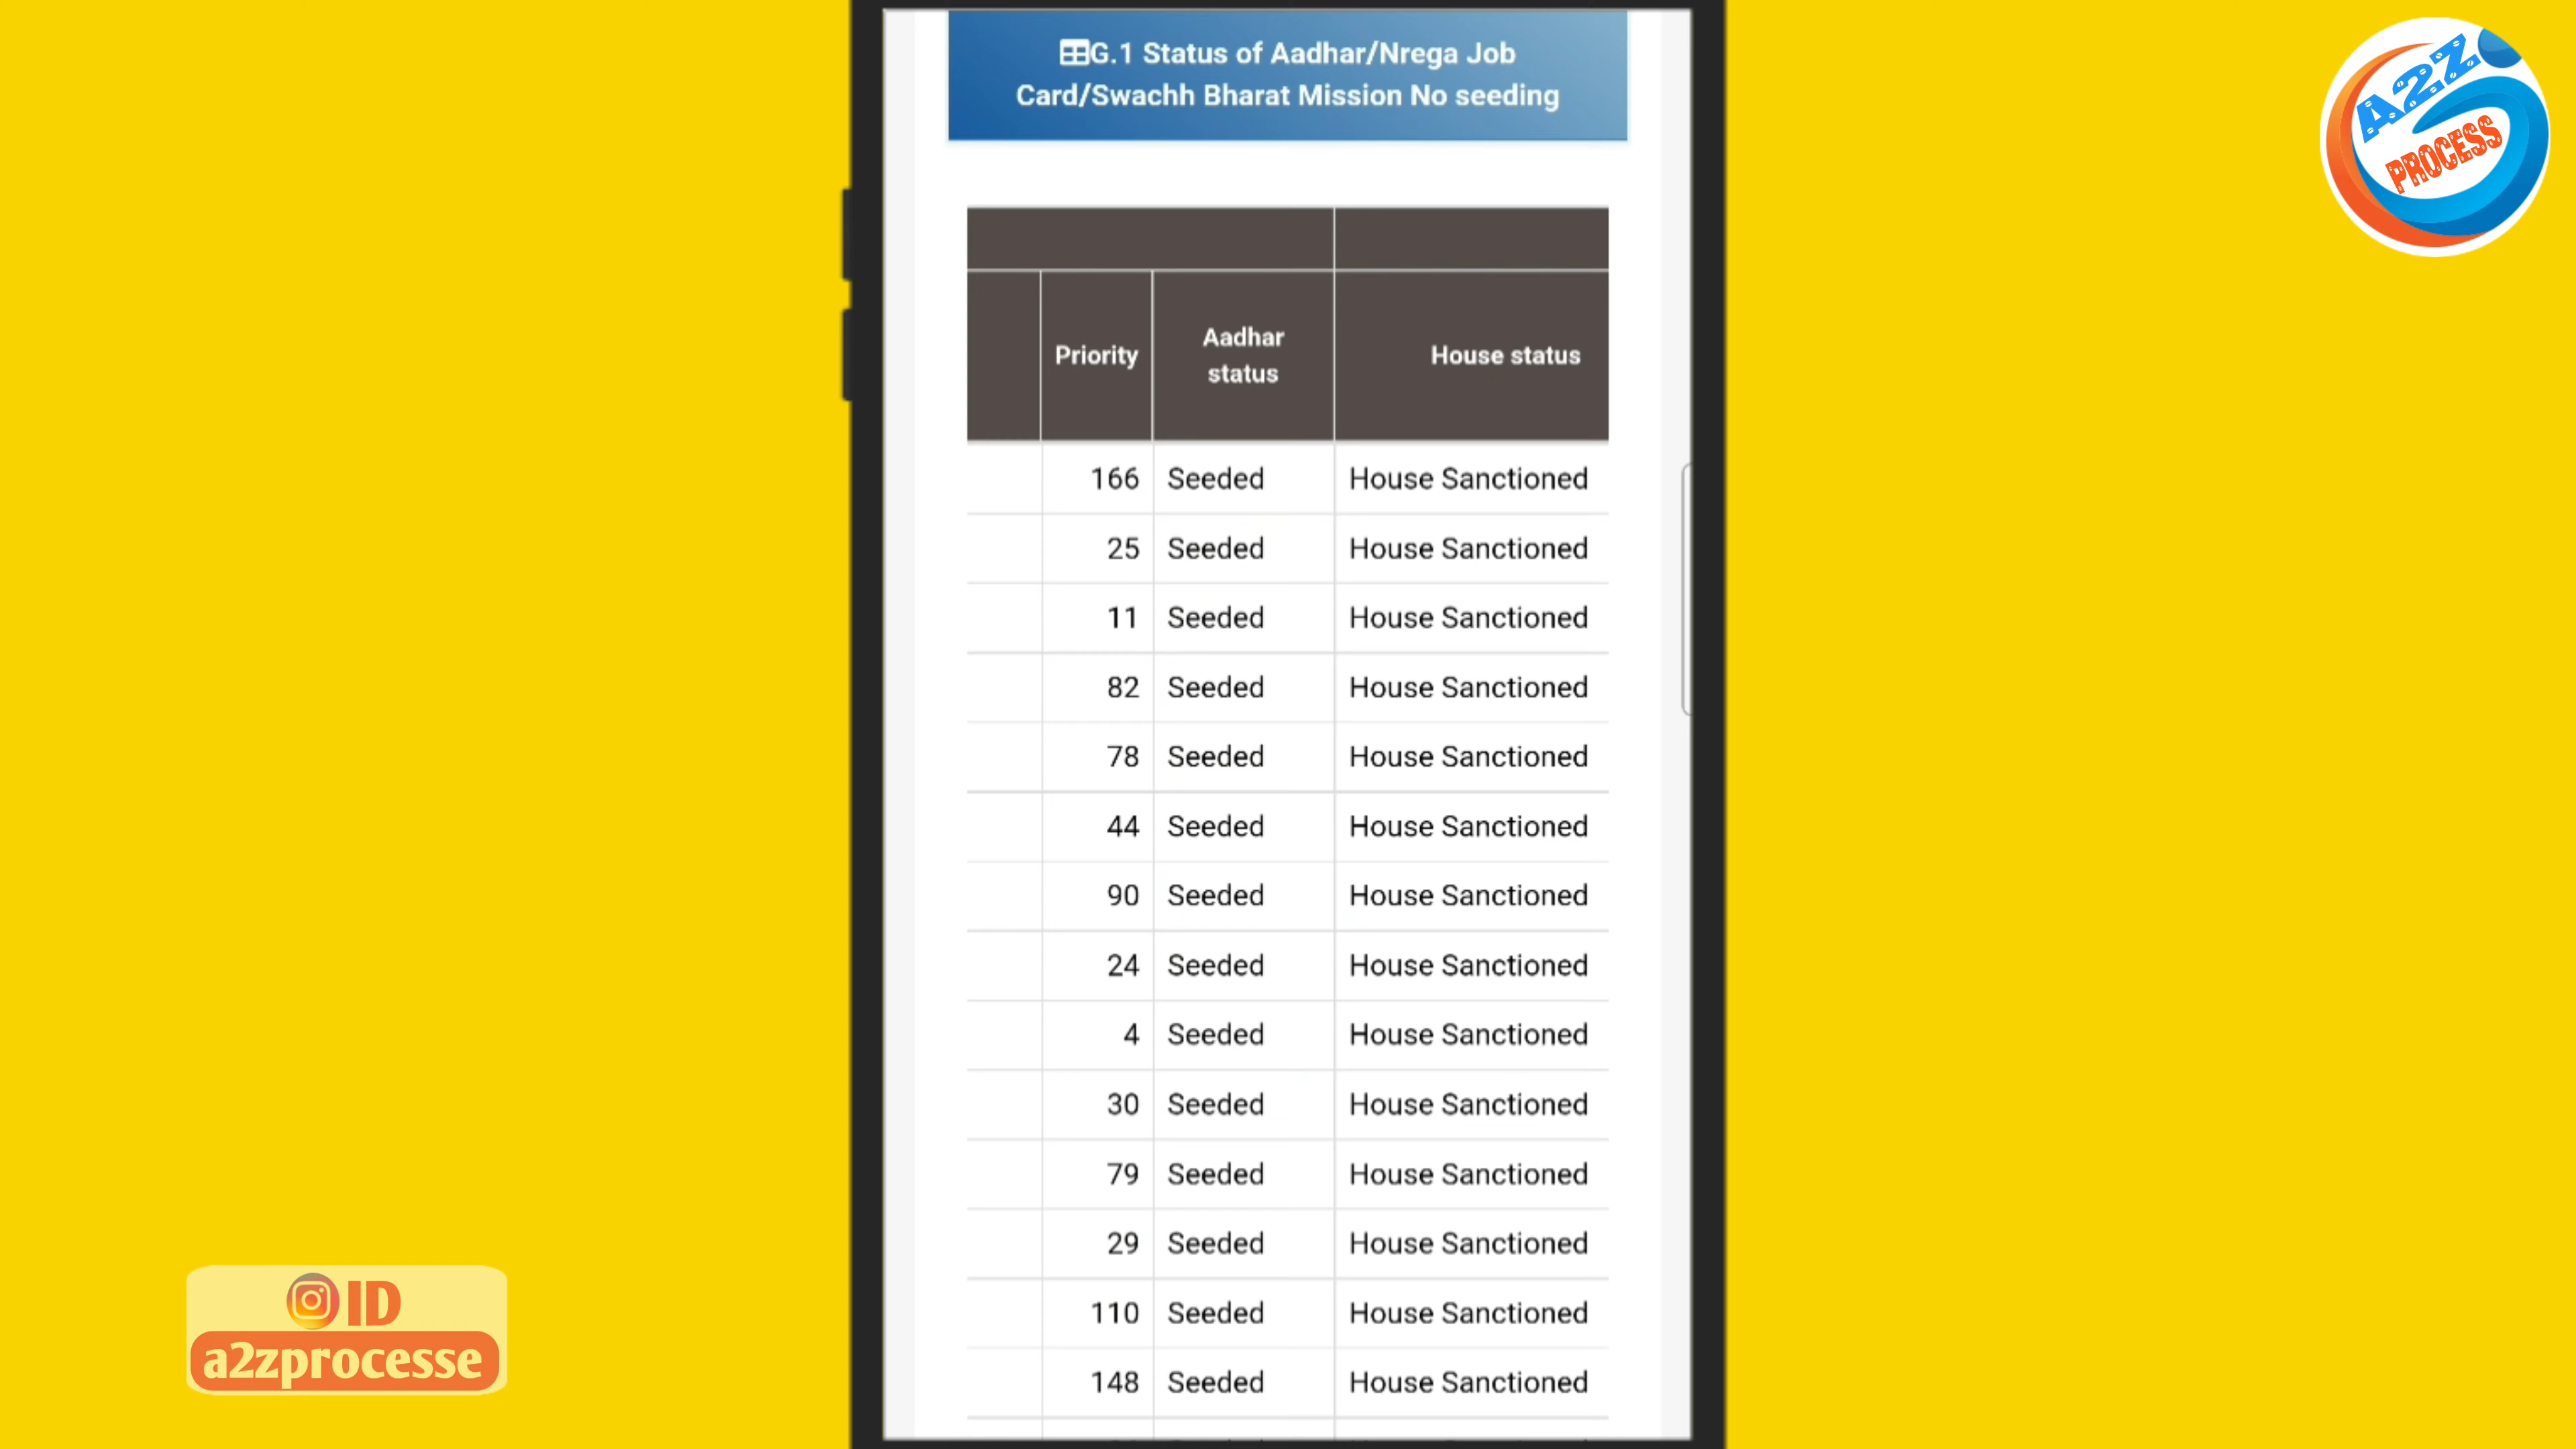 G.1 Status of Aadhar/Nrega Job
Card/Swachh Bharat Mission No seeding
A2Z
PROCESS
Priority
Aadhar
status
House status
166 Seeded House Sanctioned
25 Seeded House Sanctioned
11 Seeded House Sanctioned
82 Seeded House Sanctioned
78 Seeded House Sanctioned
44 Seeded House Sanctioned
90 Seeded House Sanctioned
24 Seeded House Sanctioned
4 Seeded House Sanctioned
30 Seeded House Sanctioned
79 Seeded House Sanctioned
29 Seeded House Sanctioned
110 Seeded House Sanctioned
148 Seeded House Sanctioned
ID
a2zprocesse